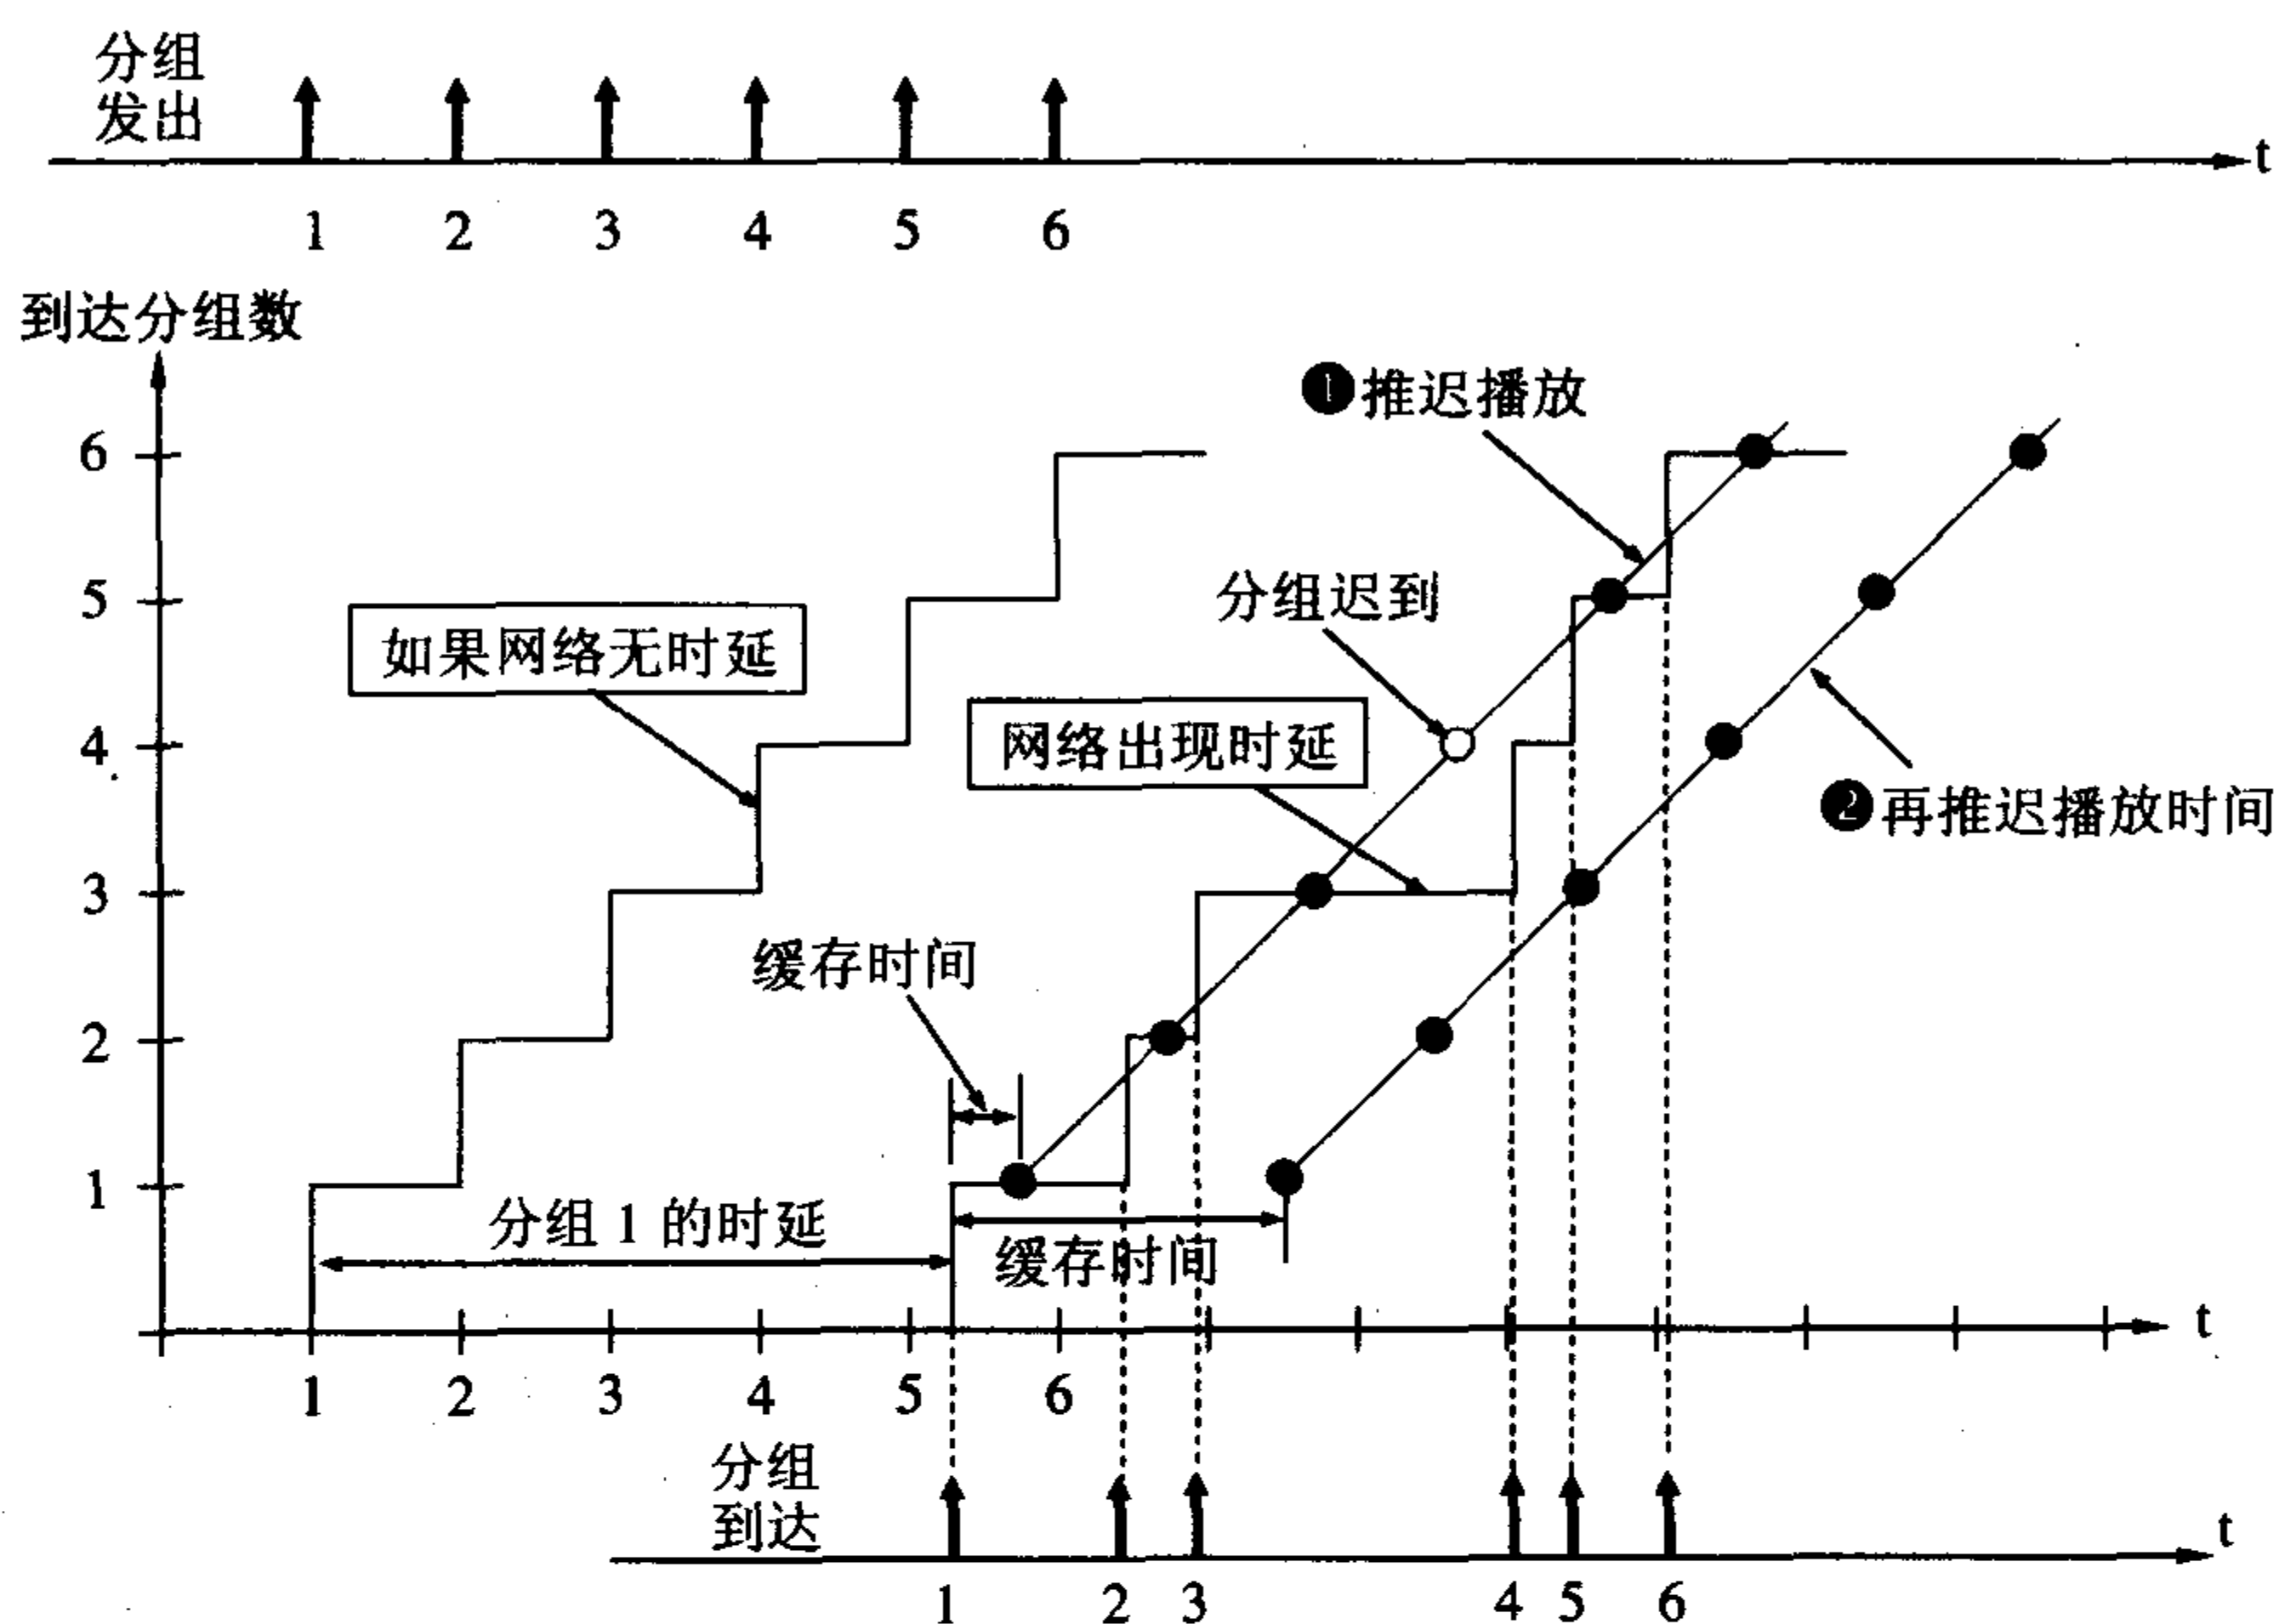 分组
发出
t
1 2 3 4 5 6
到达分组数
❶推迟播放
6
分组迟到
5
如果网络无时延
网络出现时延
4
❷再推迟播放时间
3
缓存时间
2
1
分组 1 的时延
缓存时间
t
1 2 3 4 5 6
分组
到达
t
1 2 3 4 5 6